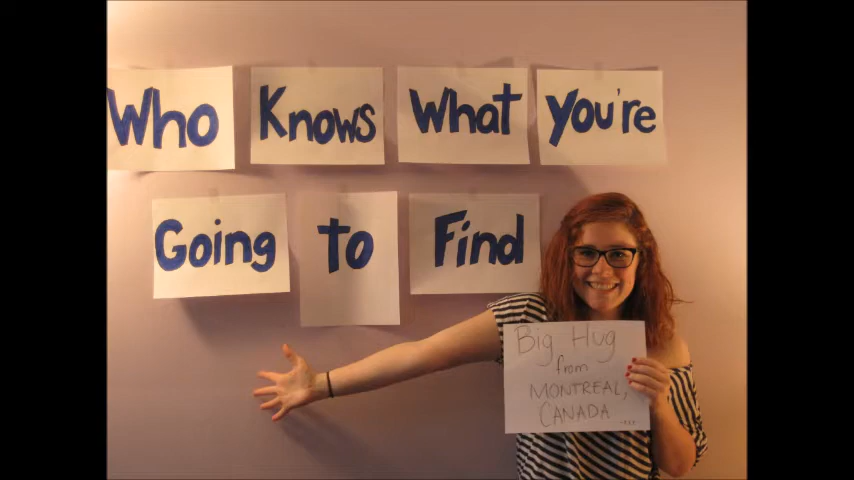 Who Knows What You're
Going to Find
Big Hug
from
MONTREAL,
CANADA....